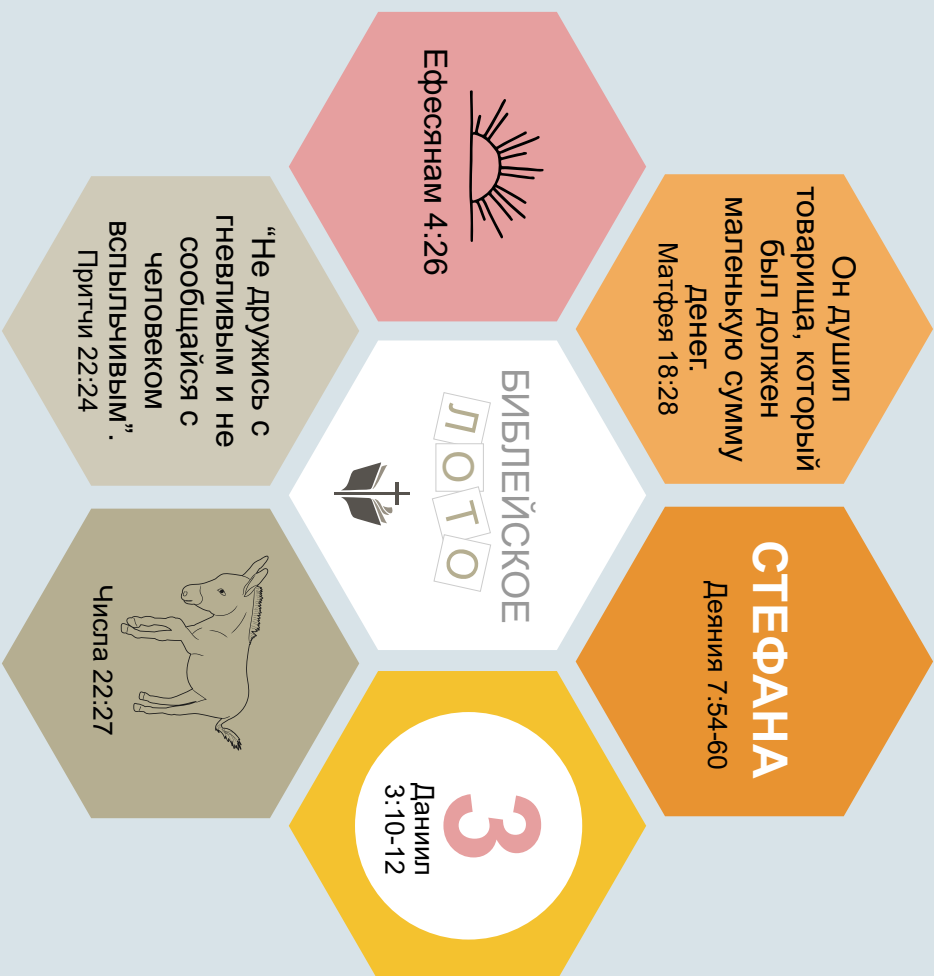 Он душил
товарища, который
был должен
маленькую сумму
денег.
Матфея 18:28
СТЕФАНА
Деяния 7:54-60
Ефесянам 4:26
БИБЛЕЙСКОЕ
ЛОТО
3
Даниил
3:10-12
“Не дружись с
гневливым и не
сообщайся с
человеком
вспыльчивым”.
Притчи 22:24
Числа 22:27